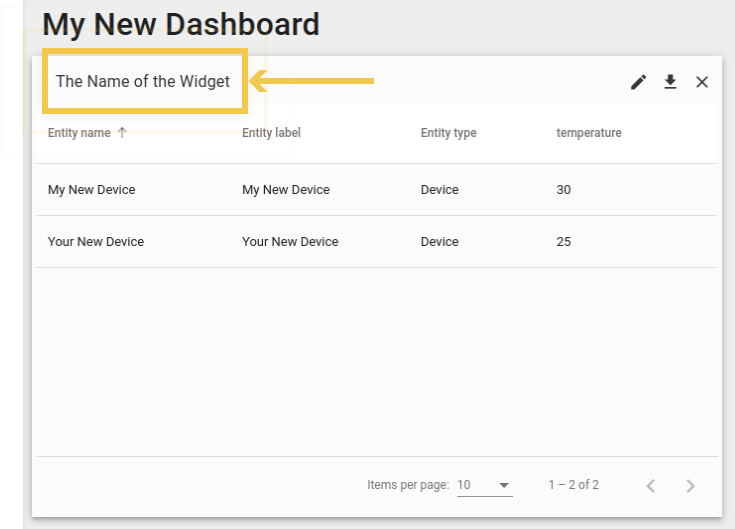 My New Dashboard
The Name of the Widget
Entity name Entity label Entity type temperature
My New Device My New Device Device 30
Your New Device Your New Device Device 25
Items per page: 10 1 – 2 of 2